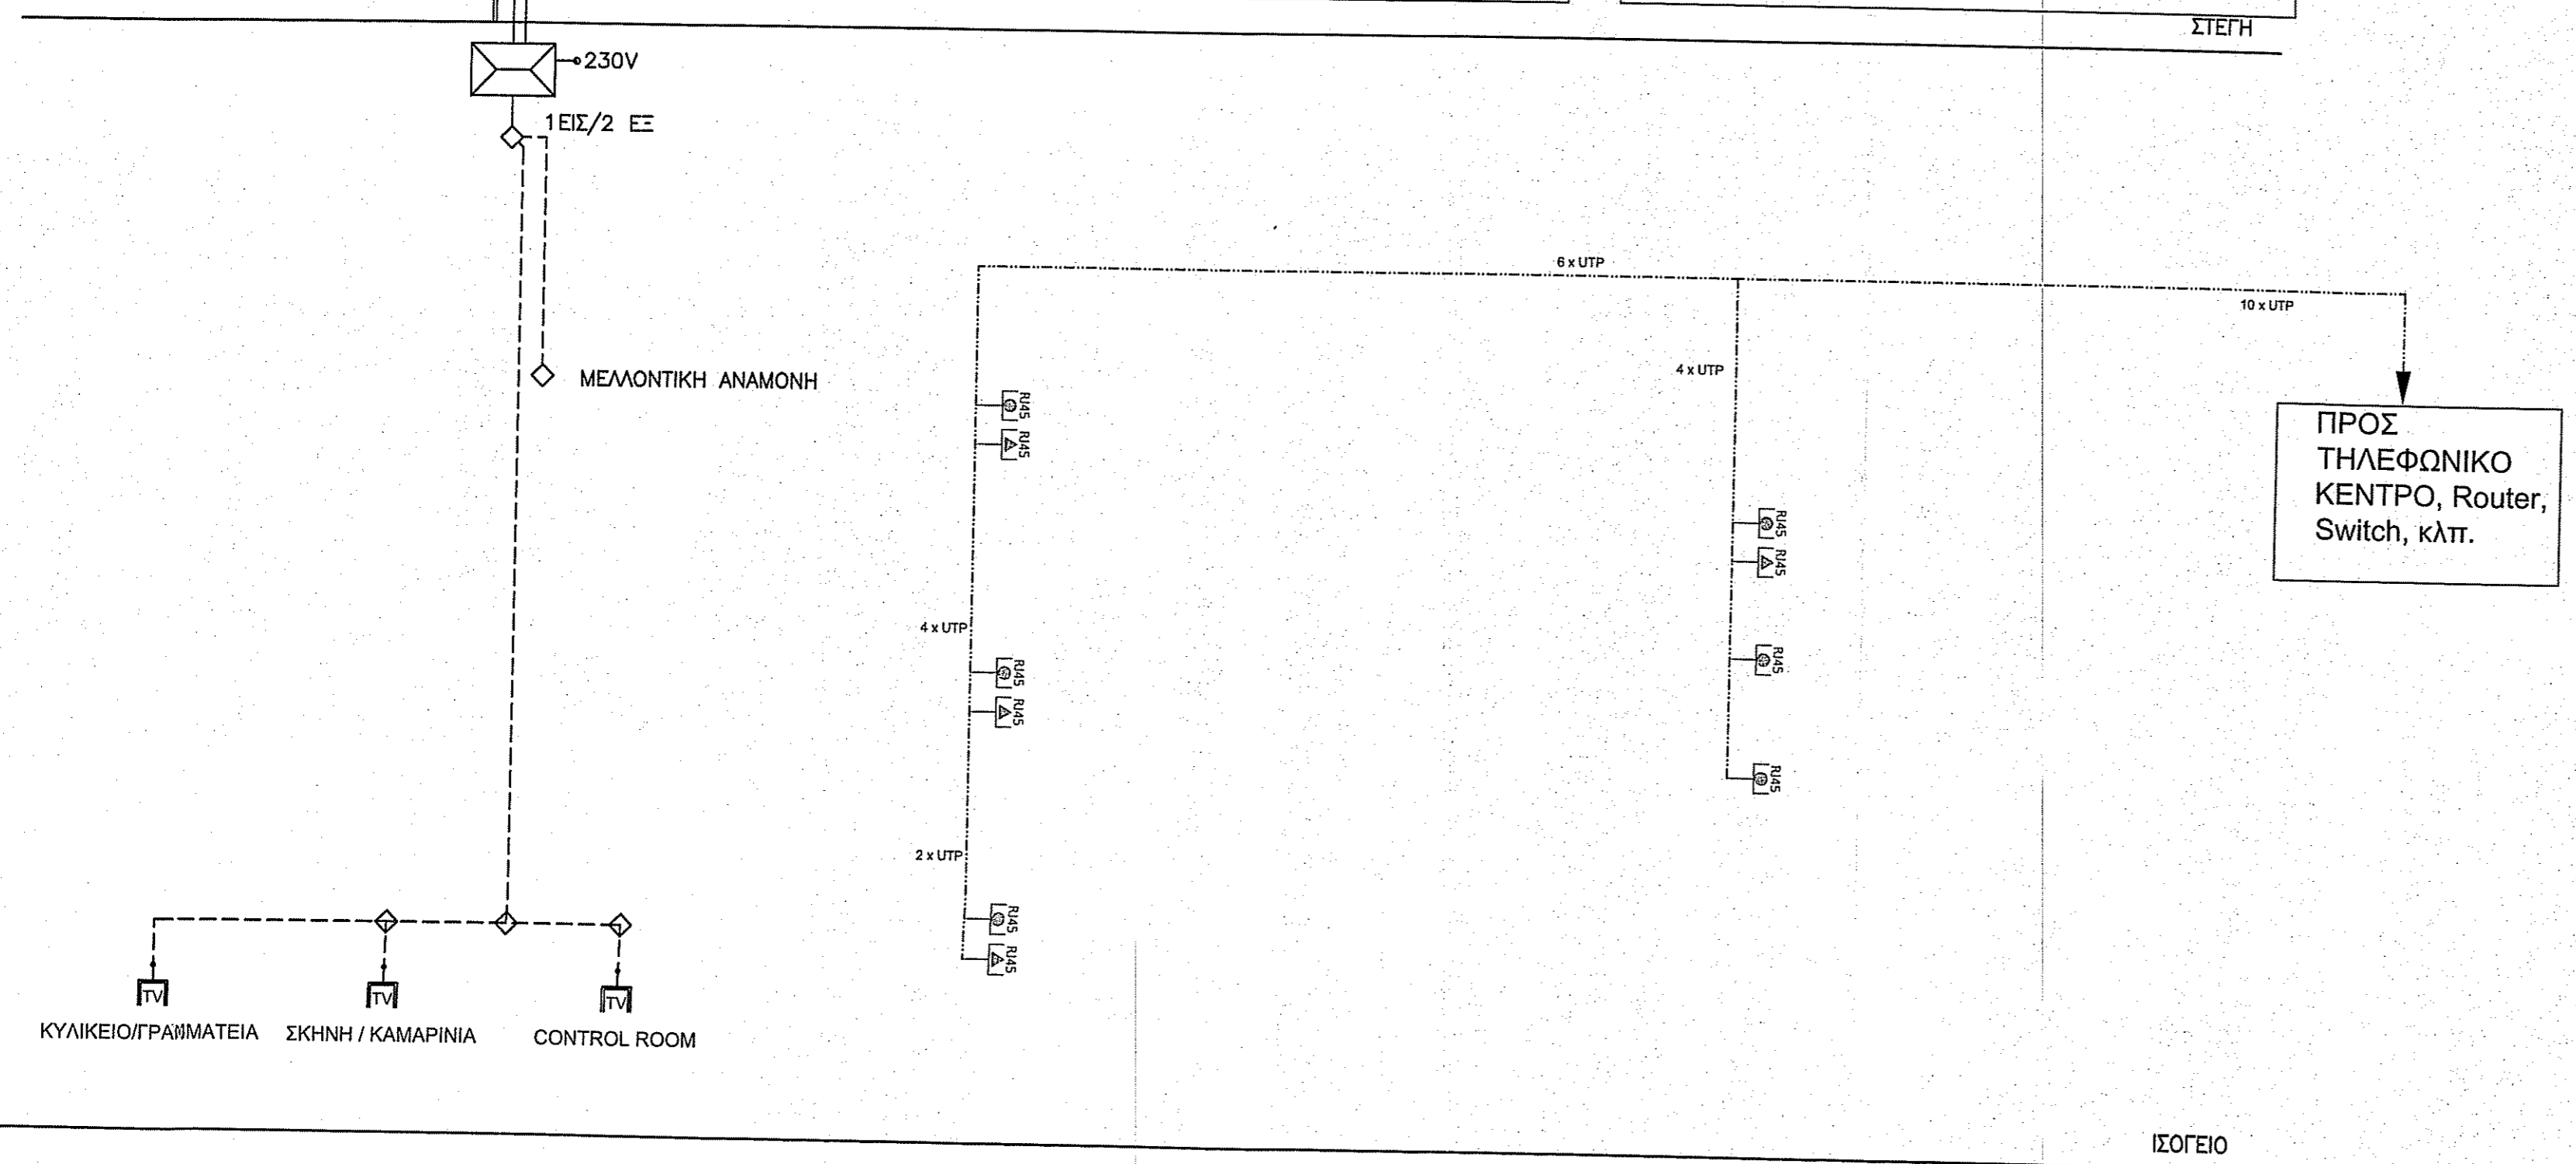 ΣΤΕΓΗ
230V
1ΕΙΣ/2 ΕΞ
6 x UTP
10 x UTP
4 x UTP
ΜΕΛΛΟΝΤΙΚΗ ΑΝΑΜΟΝΗ
RJ45
RJ45
ΠΡΟΣ
ΤΗΛΕΦΩΝΙΚΟ
ΚΕΝΤΡΟ, Router,
Switch, κλπ.
RJ45
RJ45
4 x UTP
RJ45
RJ45
RJ45
RJ45
2 x UTP
RJ45
RJ45
TV
TV
TV
ΚΥΛΙΚΕΙΟ/ΓΡΑΜΜΑΤΕΙΑ
ΣΚΗΝΗ / ΚΑΜΑΡΙΝΙΑ
CONTROL ROOM
ΙΣΟΓΕΙΟ